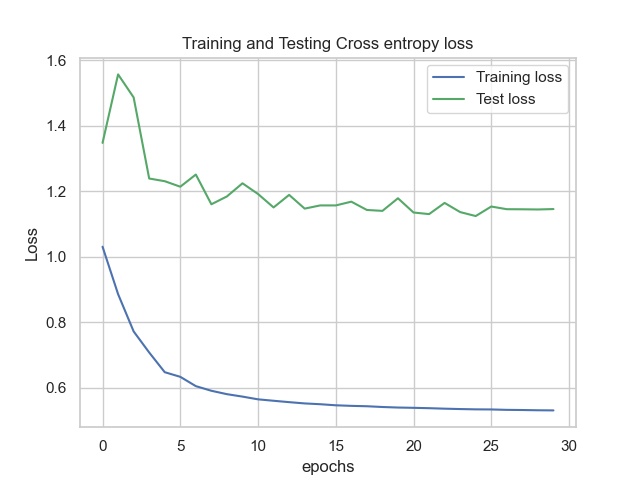 Training and Testing Cross entropy loss
Training loss
Test loss
1.6
1.4
1.2
1.0
0.8
0.6
Loss
0 5 10 15 20 25 30
epochs